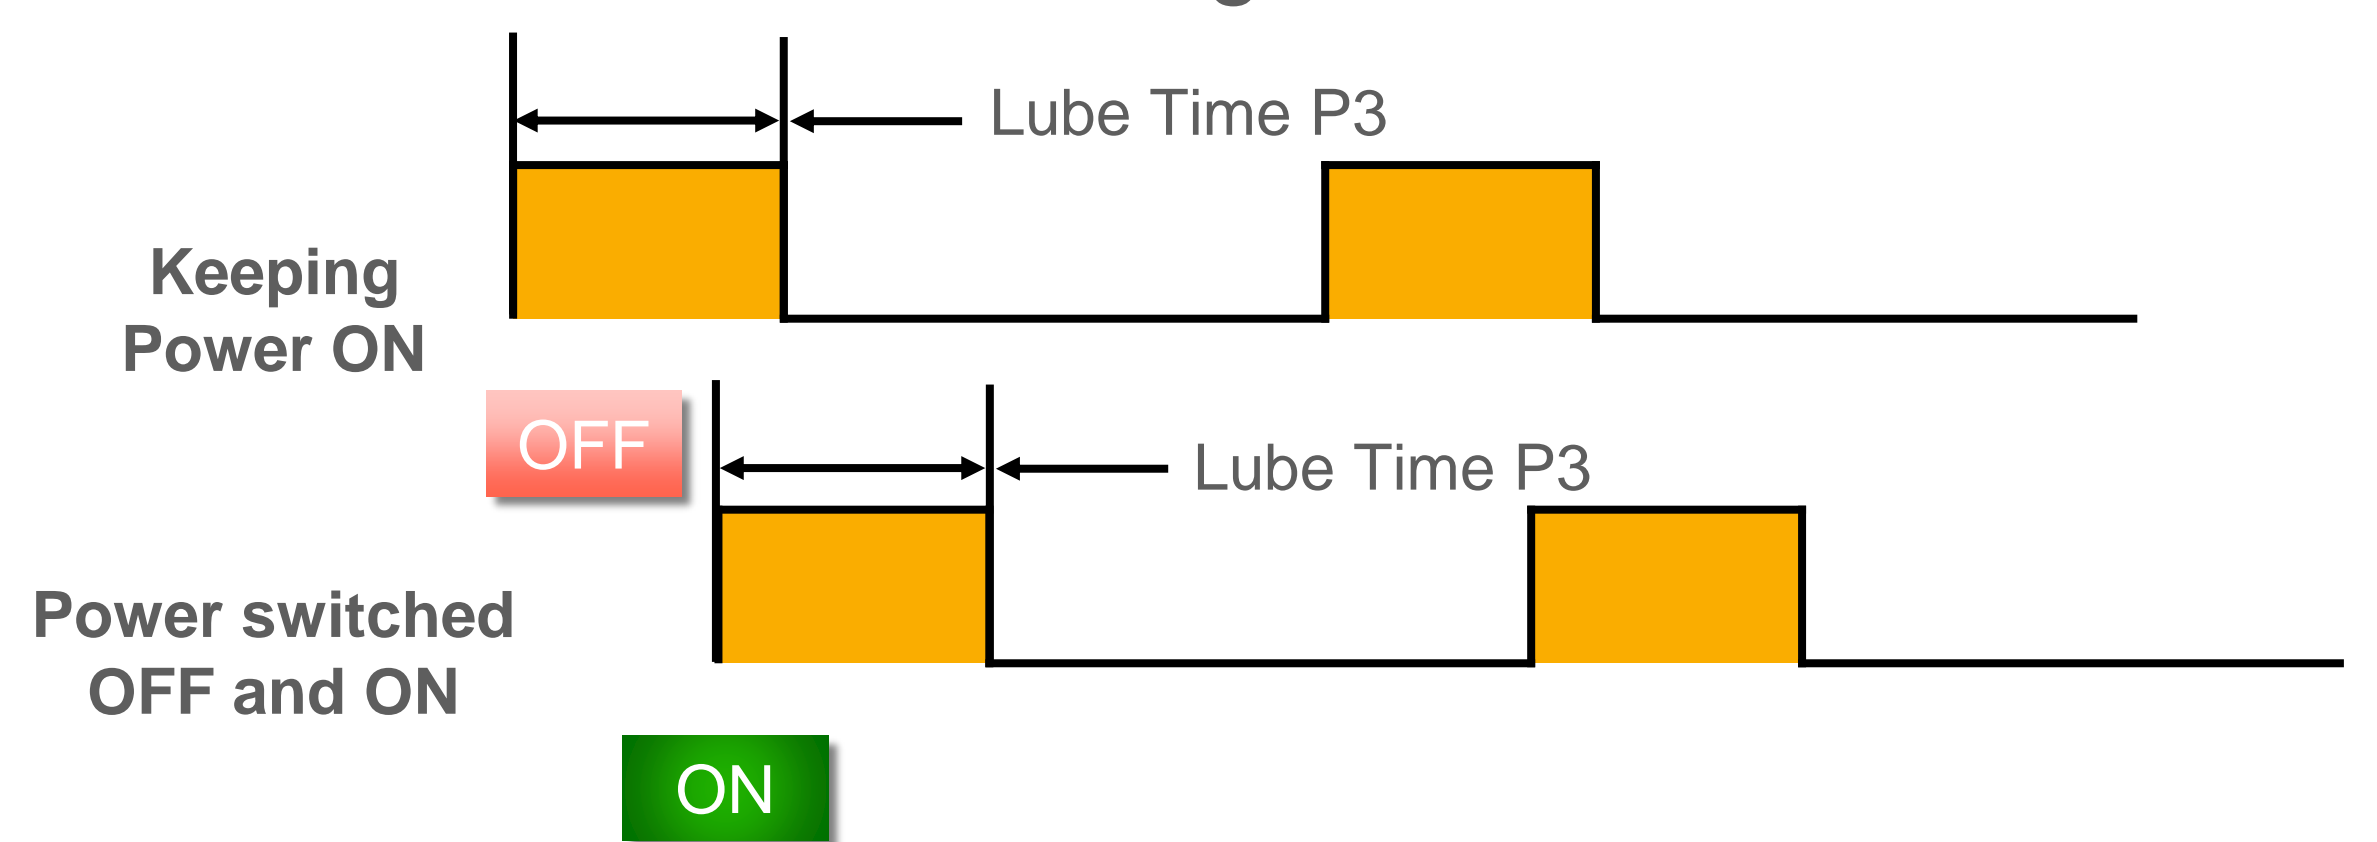 Lube Time P3
Keeping
Power ON
OFF
Lube Time P3
Power switched
OFF and ON
ON